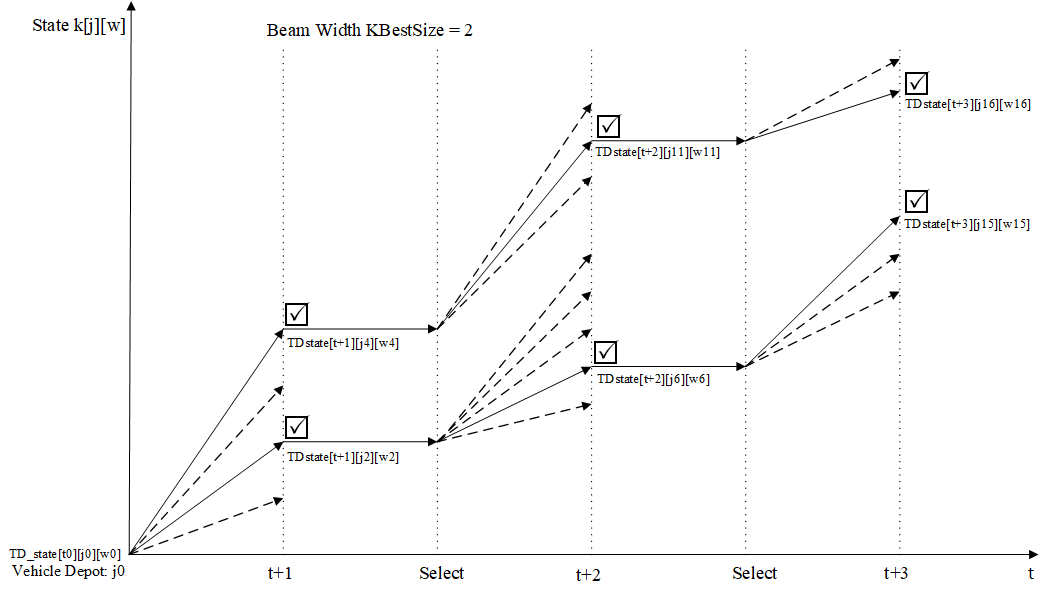 State k[j][w]
Beam Width KBestSize = 2
TDstate[t+3][j16][w16]
TDstate[t+2][j11][w11]
TDstate[t+3][j15][w15]
TDstate[t+1][j4][w4]
TDstate[t+2][j6][w6]
TDstate[t+1][j2][w2]
TD_state[t0][j0][w0]
Vehicle Depot: j0
t+1
Select
t+2
Select
t+3
t